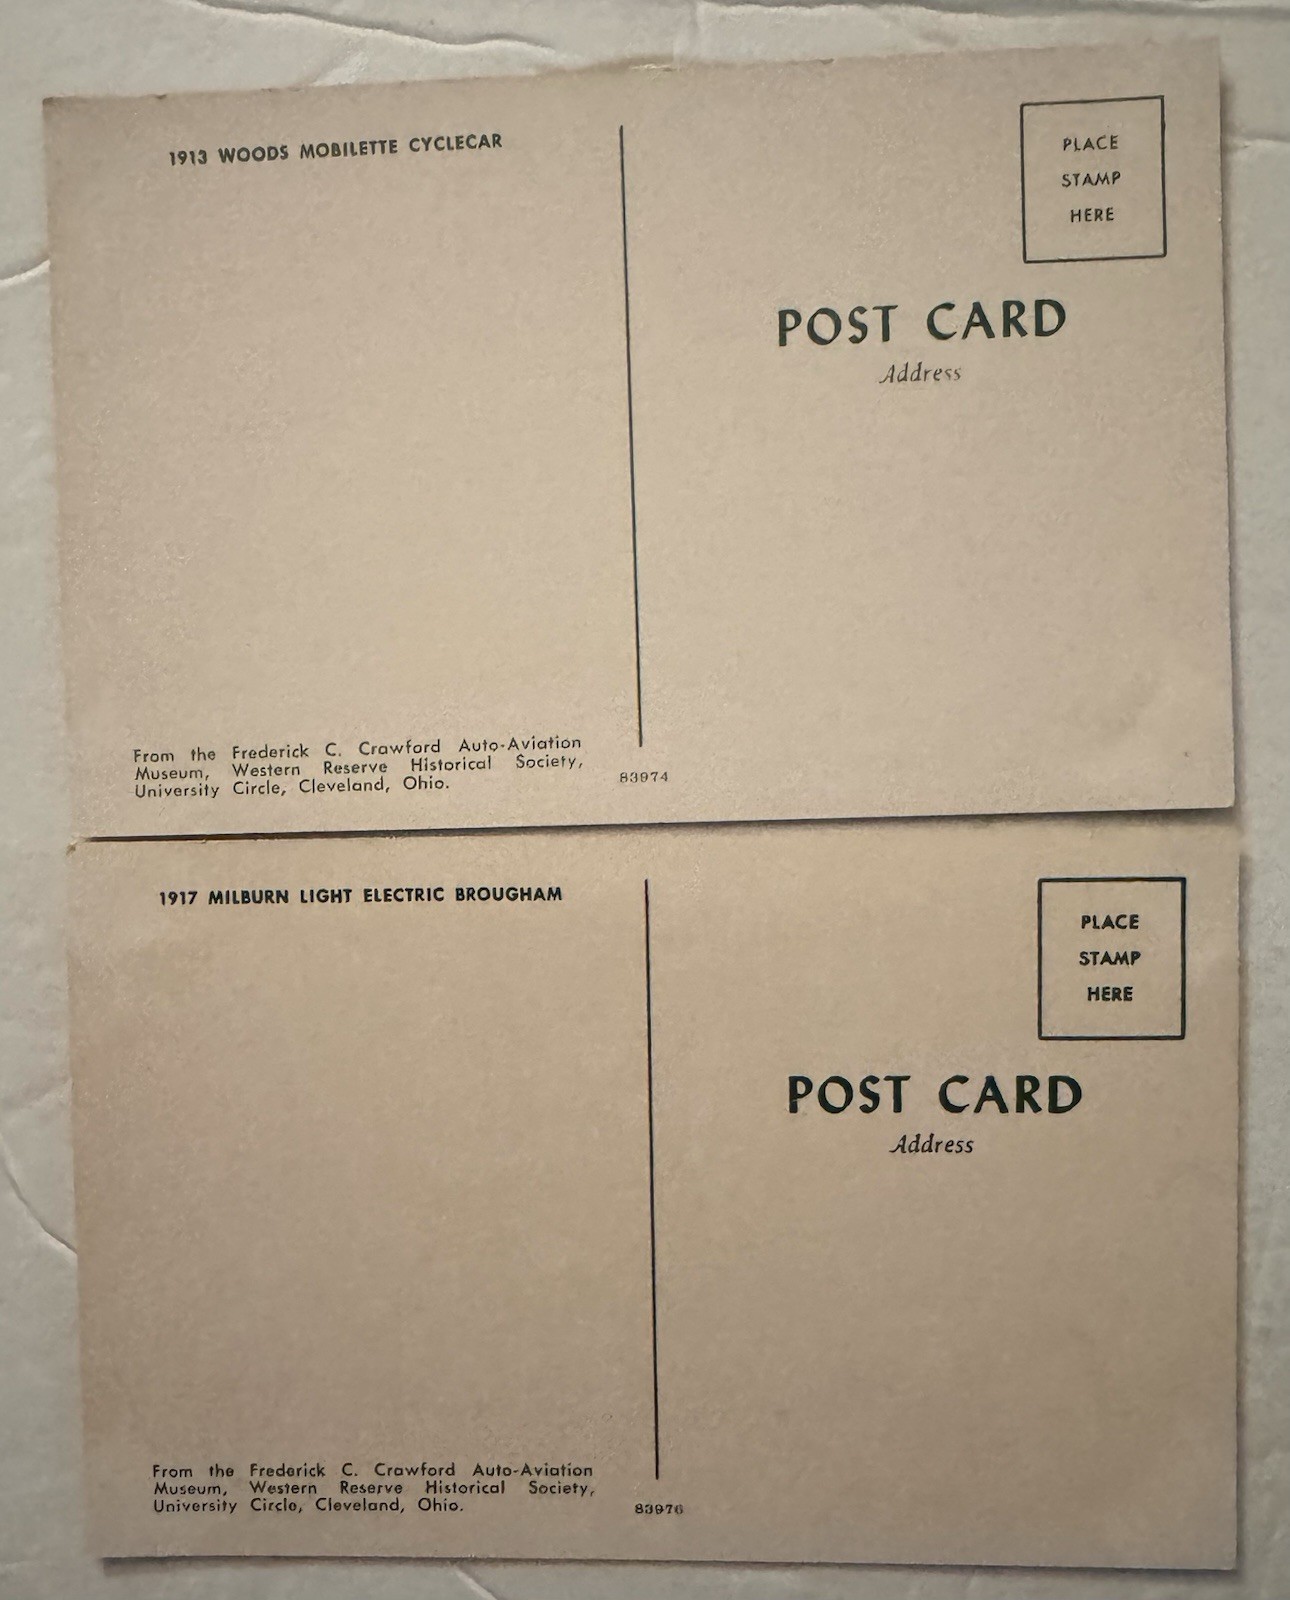 1913 WOODS MOBILETTE CYCLECAR
PLACE
STAMP
HERE
POST CARD
Address
From the Frederick C. Crawford Auto-Aviation
Museum, Western Reserve Historical Society,
University Circle, Cleveland, Ohio.
83974
1917 MILBURN LIGHT ELECTRIC BROUGHAM
PLACE
STAMP
HERE
POST CARD
Address
From the Frederick C. Crawford Auto-Aviation
Museum, Western Reserve Historical Society,
University Circle, Cleveland, Ohio.
83976